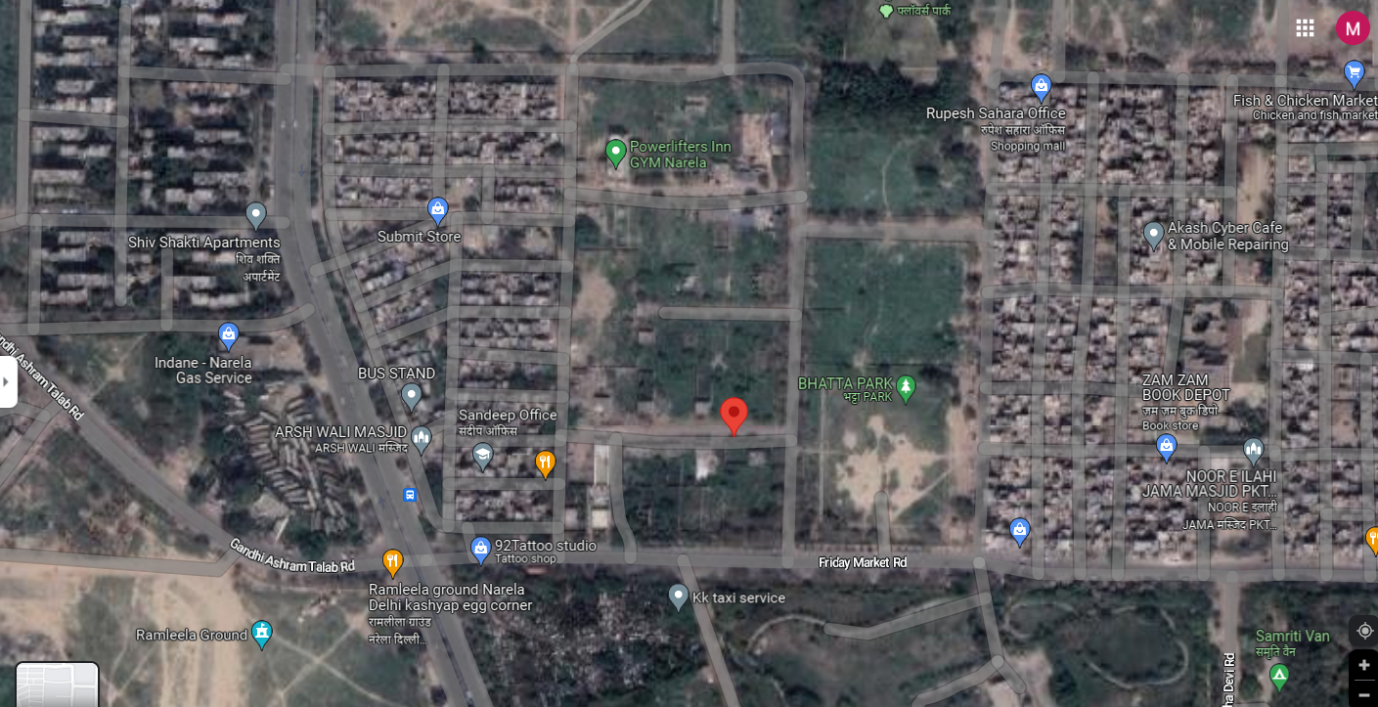 फ्लॉवर्स पार्क
M
Rupesh Sahara Office
रुपेश सहारा ऑफिस
Shopping mall
Fish & Chicken Market
Chicken and fish market
Powerlifters Inn
GYM Narela
Submit Store
Shiv Shakti Apartments
शिव शक्ति
अपार्टमेंट
Akash Cyber Cafe
& Mobile Repairing
Indane - Narela
Gas Service
Gandhi Ashram Talab Rd
BUS STAND
BHATTA PARK
भट्टा PARK
ZAM ZAM
BOOK DEPOT
जम जम बुक डिपो
Book store
Sandeep Office
संदीप ऑफिस
ARSH WALI MASJID
ARSH WALI मस्जिद
NOOR E ILAHI
JAMA MASJID PKT...
NOOR E इलाही
JAMA मस्जिद PKT...
Gandhi Ashram Talab Rd
92Tattoo studio
Tattoo shop
Friday Market Rd
Ramleela ground Narela
Delhi kashyap egg corner
रामलीला ग्राउंड
नरेला दिल्ली...
Kk taxi service
Ramleela Ground
Samriti Van
समृति वैन
ha Devi Rd